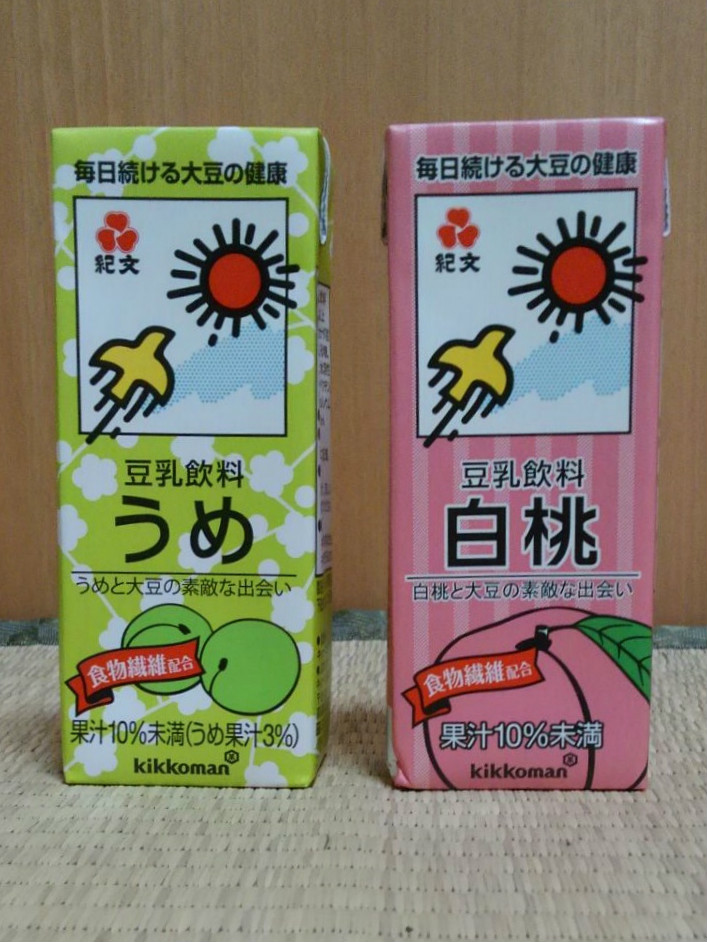 毎日続ける大豆の健康
紀文
豆乳飲料
うめ
うめと大豆の素敵な出会い
食物繊維配合
果汁10%未満(うめ果汁3%)
kikkoman
毎日続ける大豆の健康
紀文
豆乳飲料
白桃
白桃と大豆の素敵な出会い
食物繊維配合
果汁10%未満
kikkoman